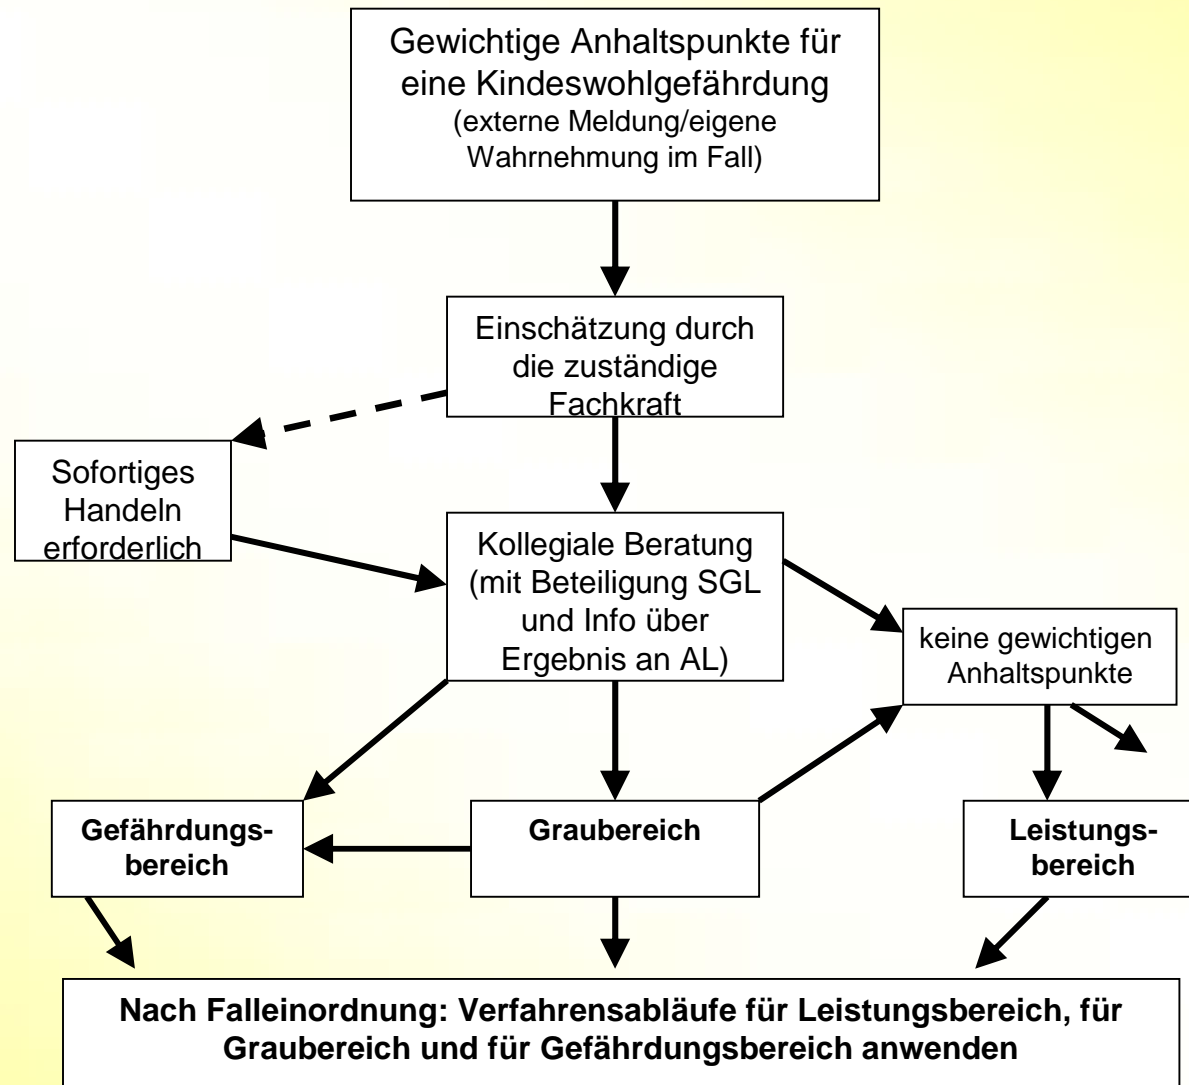 Gewichtige Anhaltspunkte für
eine Kindeswohlgefährdung
(externe Meldung/eigene
Wahrnehmung im Fall)
Einschätzung durch
die zuständige
Fachkraft
Sofortiges
Handeln
erforderlich
Kollegiale Beratung
(mit Beteiligung SGL
und Info über
Ergebnis an AL)
keine gewichtigen
Anhaltspunkte
Gefährdungs-
bereich
Graubereich
Leistungs-
bereich
Nach Falleinordnung: Verfahrensabläufe für Leistungsbereich, für
Graubereich und für Gefährdungsbereich anwenden